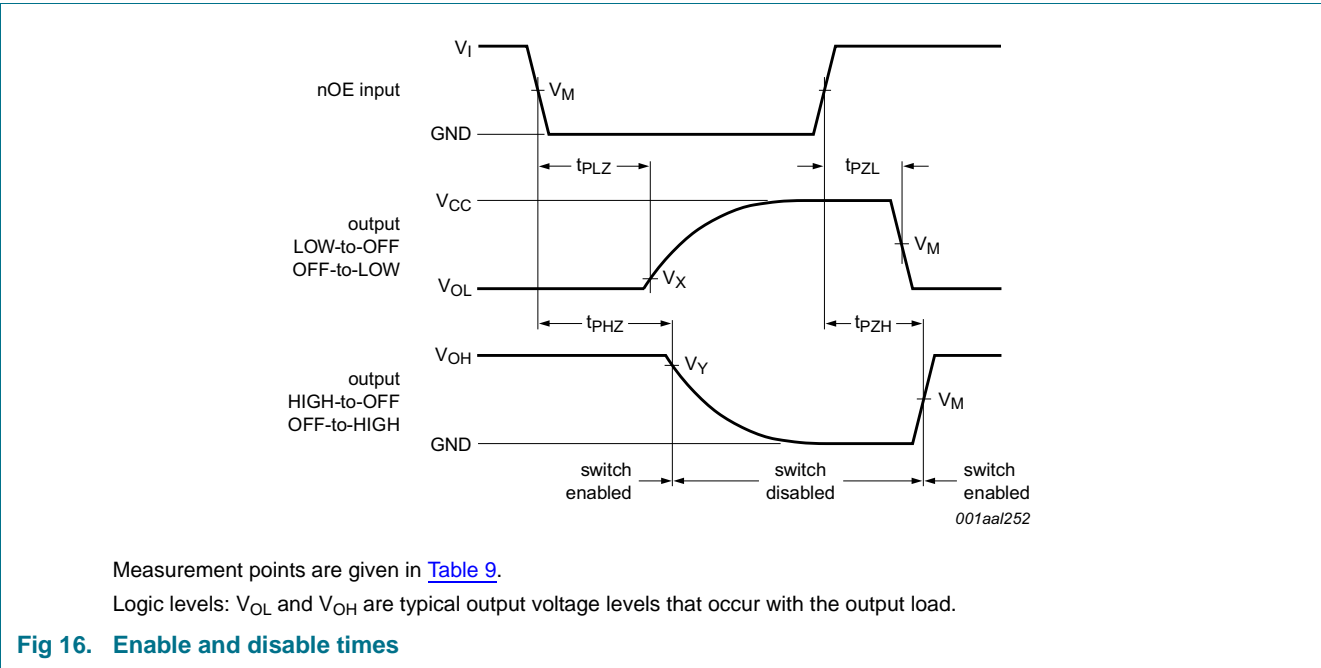 VI
nOE input
VM
GND
tPLZ
tPZL
VCC
output
LOW-to-OFF
OFF-to-LOW
VM
VX
VOL
tPHZ
tPZH
VOH
VY
output
HIGH-to-OFF
OFF-to-HIGH
VM
GND
switch
enabled
switch
disabled
switch
enabled
001aal252
Measurement points are given in Table 9.
Logic levels: VOL and VOH are typical output voltage levels that occur with the output load.
Fig 16. Enable and disable times